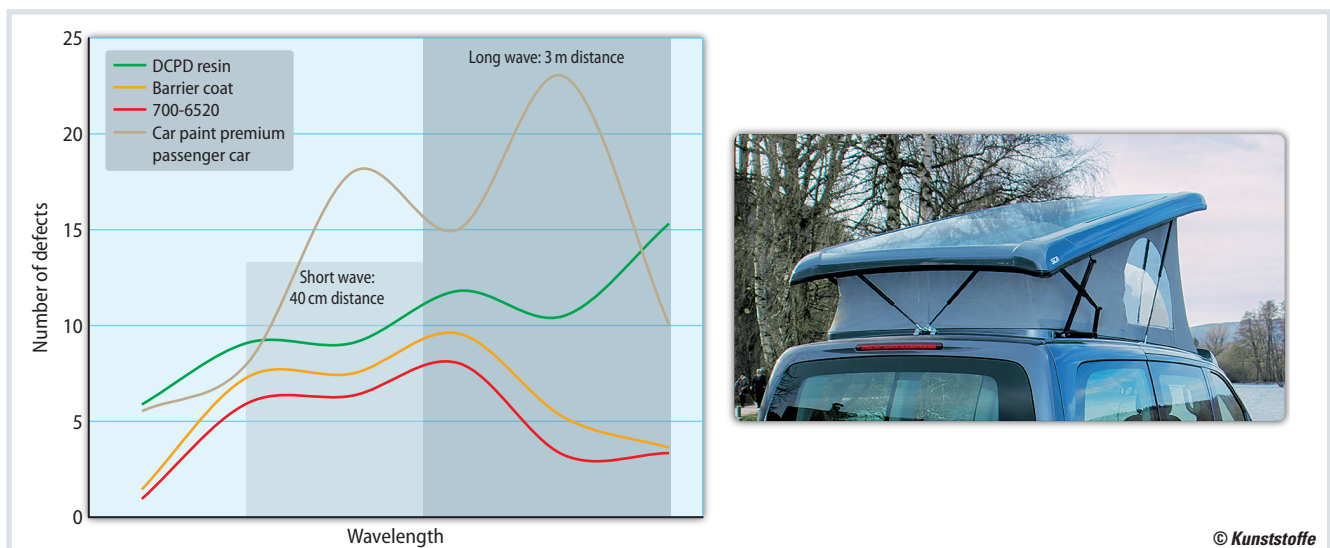 25
20
15
10
5
0
Number of defects
Wavelength
DCPD resin
Barrier coat
700-6520
Car paint premium
passenger car
Short wave:
40 cm distance
Long wave: 3 m distance
© Kunststoffe